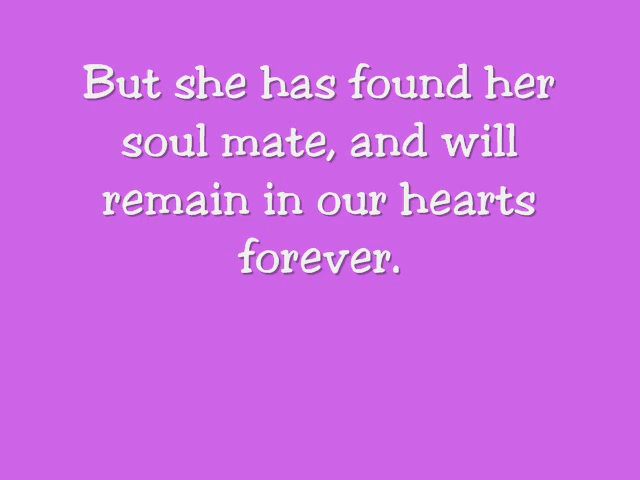 But she has found her
soul mate, and will
remain in our hearts
forever.